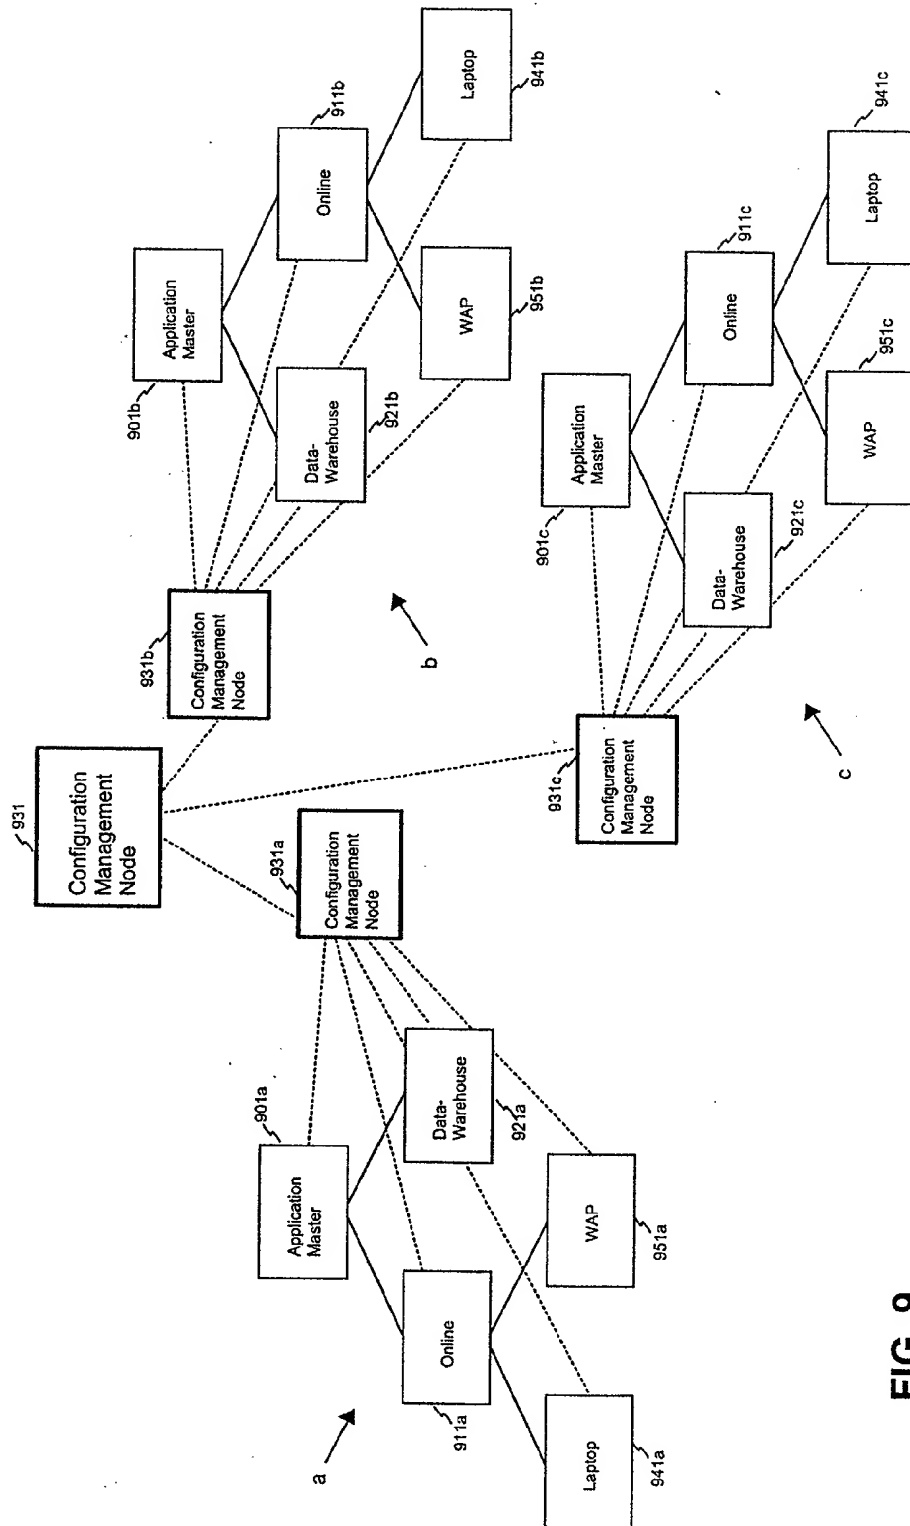 931
Configuration
Management
Node
931a
Configuration
Management
Node
901a
Application
Master
Data-
Warehouse
921a
Online
911a
WAP
951a
Laptop
941a
a
931b
Configuration
Management
Node
901b
Application
Master
Data-
Warehouse
921b
Online
911b
WAP
951b
Laptop
941b
b
931c
Configuration
Management
Node
901c
Application
Master
Data-
Warehouse
921c
Online
911c
WAP
951c
Laptop
941c
c
FIG. 9